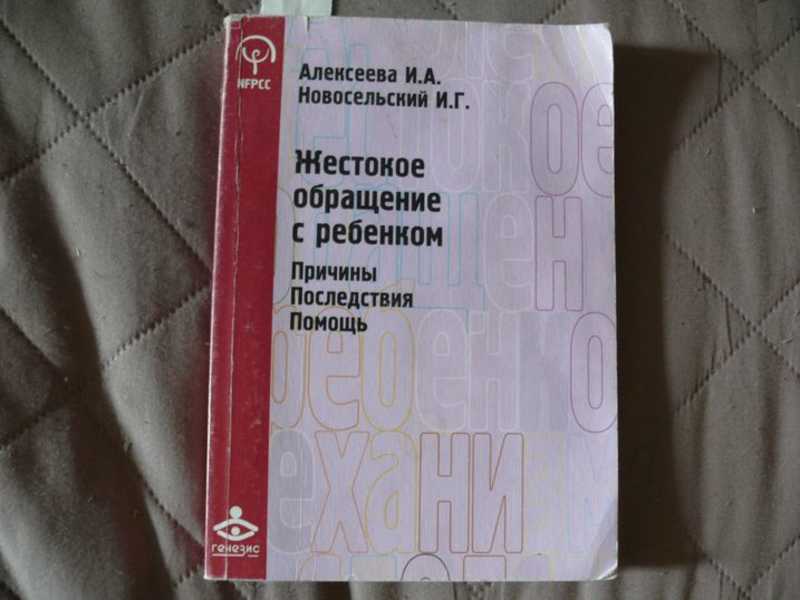 NFPCC
Алексеева И.А.
Новосельский И.Г.
Жестокое
обращение
с ребенком
Причины
Последствия
Помощь
генезис